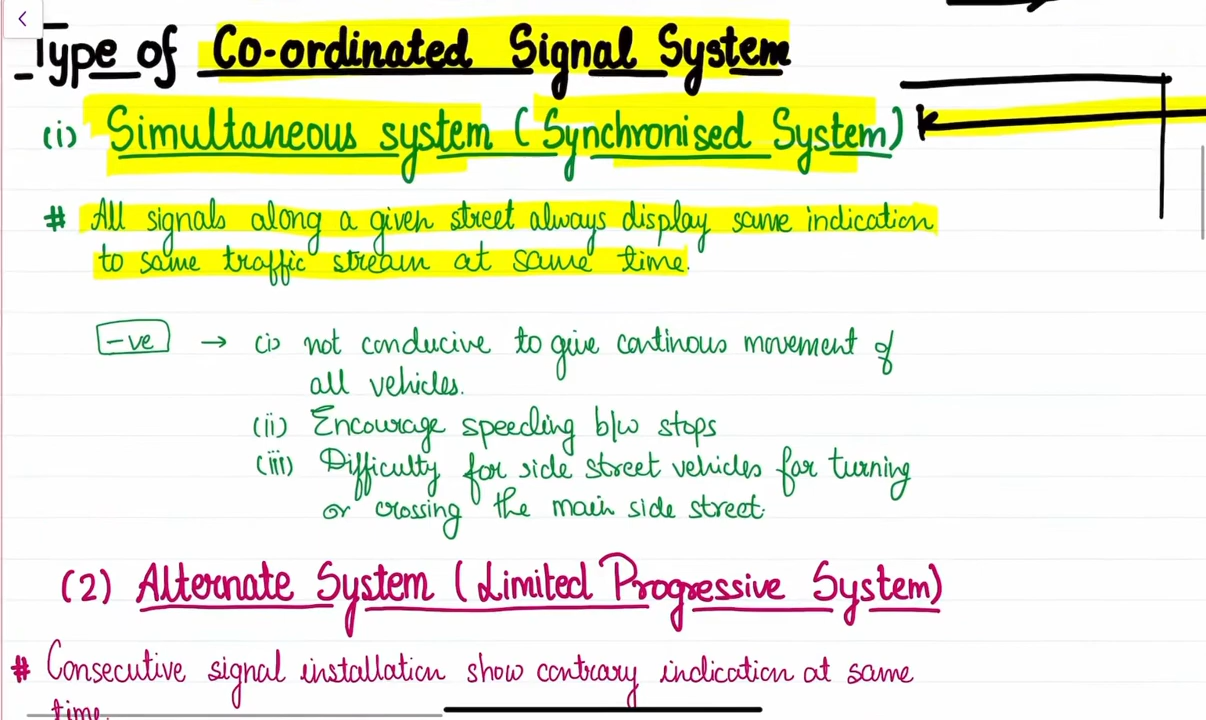 Type of Co-ordinated Signal System
(i) Simultaneous system (Synchronised System)
# All signals along a given street always display same indication
to same traffic stream at same time.
-ve → (i) not conducive to give continous movement of
all vehicles.
(ii) Encourage speeding b/w stops
(iii) Difficulty for side street vehicles for turning
or crossing the main side street.
(2) Alternate System (Limited Progressive System)
# Consecutive signal installation show contrary indication at same
time.